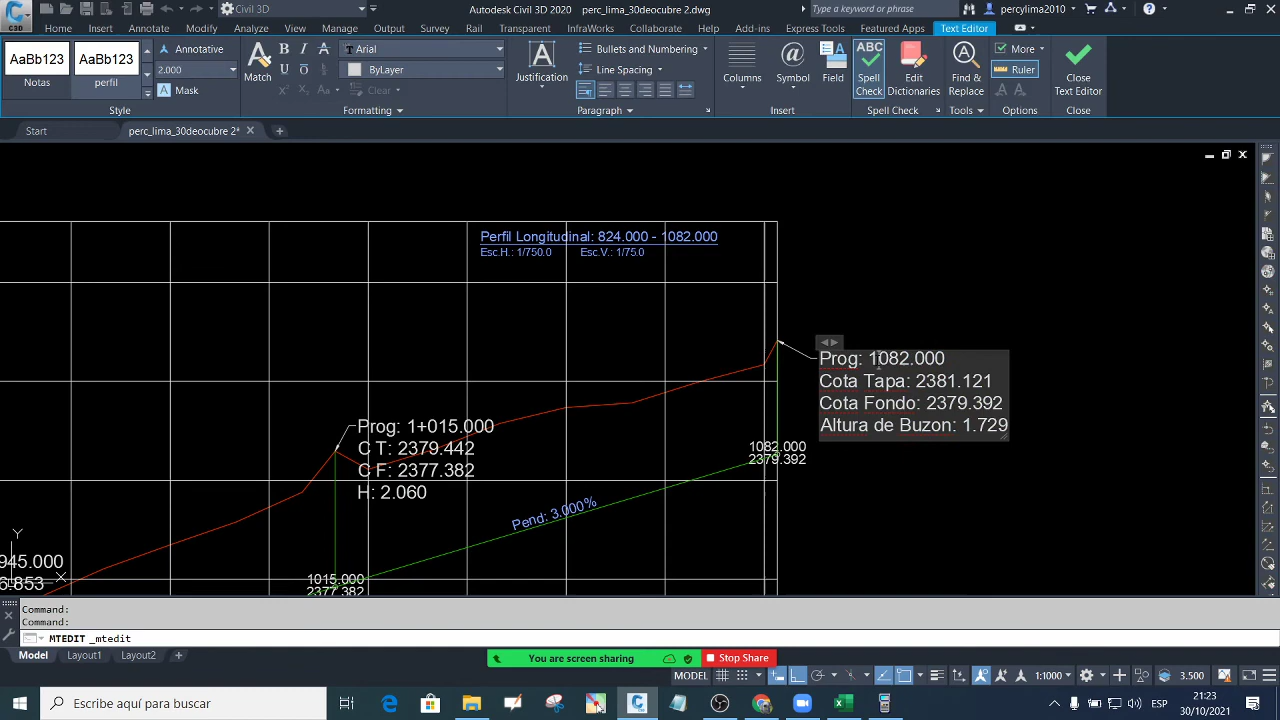 Autodesk Civil 3D 2022   perc_lima_30deocubre 2.dwg
Civil 3D
Type a keyword or phrase
percylima2010
Home
Insert
Annotate
Modify
Analyze
View
Manage
Output
Survey
Rail
Transparent
InfraWorks
Collaborate
Help
Add-ins
Express Tools
Featured Apps
Text Editor
AaBb123
Notas
AaBb123
perfil
Annotative
2.000
Mask
Style
Match
Arial
ByLayer
Clear
Formatting
Justification
Bullets and Numbering
Line Spacing
Paragraph
Columns
Symbol
Field
Insert
ABC
Spell
Check
Edit
Dictionaries
Spell Check
Find &
Replace
Tools
More
Ruler
Options
Close
Text Editor
Close
Start
perc_lima_30deocubre 2*
Perfil Longitudinal: 824.000 - 1082.000
Esc.H.: 1/750.0   Esc.V.: 1/75.0
Prog: 1082.000
Cota Tapa: 2381.121
Cota Fondo: 2379.392
Altura de Buzon: 1.729
Prog: 1+015.000
C T: 2379.442
C F: 2377.382
H: 2.060
1082.000
2379.392
Pend: 3.000%
1015.000
2377.382
Y
945.000
6.853
X
Command:
Command:
MTEDIT _mtedit
Model
Layout1
Layout2
You are screen sharing
Stop Share
MODEL
1:1000
3.500
Escribe aquí para buscar
ESP
21:23
30/10/2021